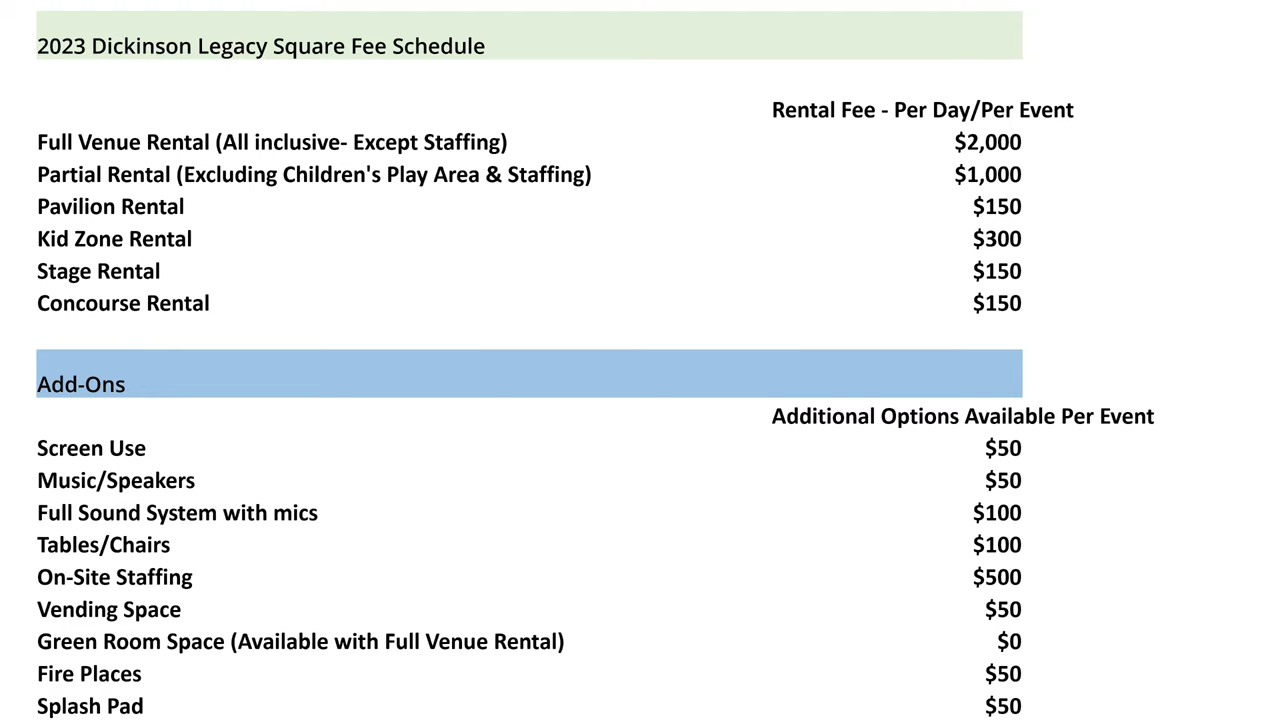 2023 Dickinson Legacy Square Fee Schedule
Rental Fee - Per Day/Per Event
Full Venue Rental (All inclusive- Except Staffing) $2,000
Partial Rental (Excluding Children's Play Area & Staffing) $1,000
Pavilion Rental $150
Kid Zone Rental $300
Stage Rental $150
Concourse Rental $150
Add-Ons
Additional Options Available Per Event
Screen Use $50
Music/Speakers $50
Full Sound System with mics $100
Tables/Chairs $100
On-Site Staffing $500
Vending Space $50
Green Room Space (Available with Full Venue Rental) $0
Fire Places $50
Splash Pad $50